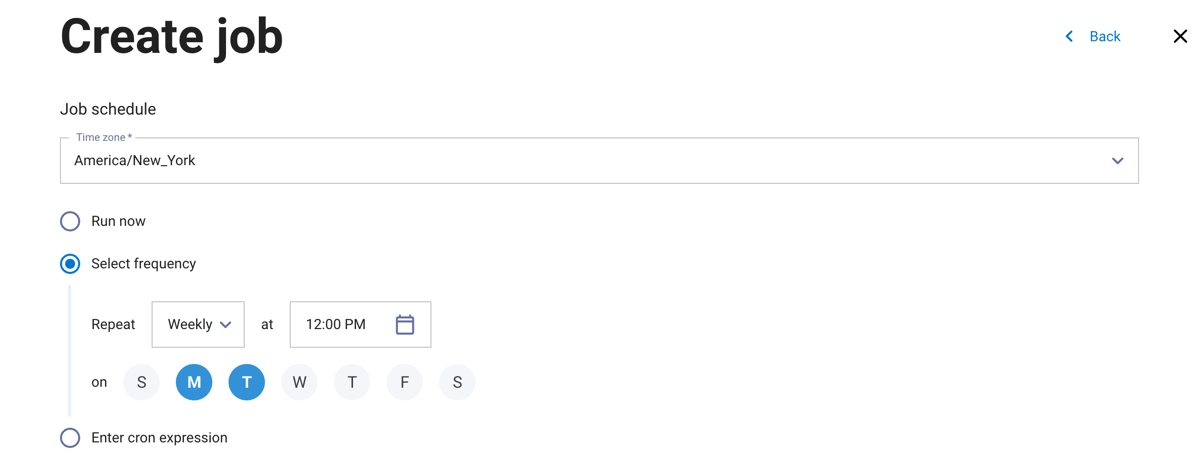 Create job
Back
Job schedule
Time zone *
America/New_York
Run now
Select frequency
Repeat Weekly at 12:00 PM
on S M T W T F S
Enter cron expression